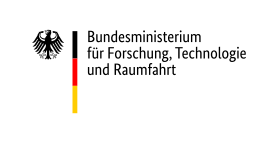 Bundesministerium
für Forschung, Technologie
und Raumfahrt